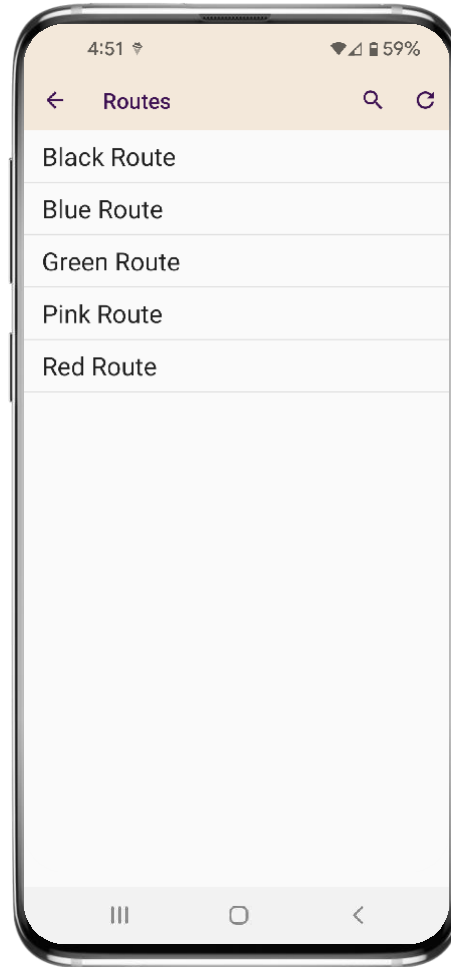 4:51 59%
Routes
Black Route
Blue Route
Green Route
Pink Route
Red Route